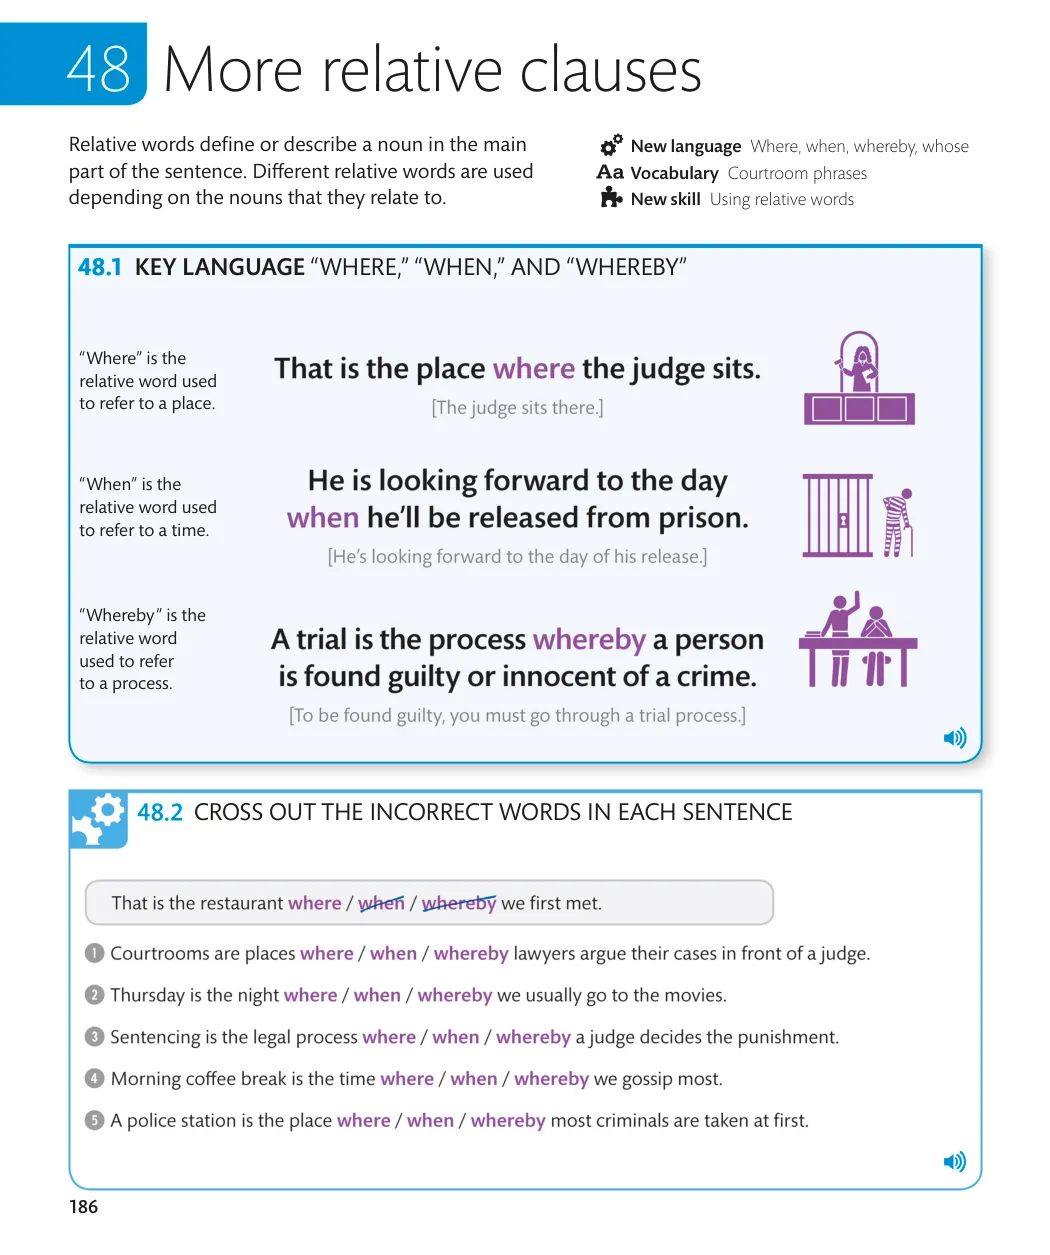 48 More relative clauses
Relative words define or describe a noun in the main
part of the sentence. Different relative words are used
depending on the nouns that they relate to.
New language Where, when, whereby, whose
Aa Vocabulary Courtroom phrases
New skill Using relative words
48.1 KEY LANGUAGE “WHERE,” “WHEN,” AND “WHEREBY”
“Where” is the
relative word used
to refer to a place.
That is the place where the judge sits.
[The judge sits there.]
“When” is the
relative word used
to refer to a time.
He is looking forward to the day
when he’ll be released from prison.
[He’s looking forward to the day of his release.]
“Whereby” is the
relative word
used to refer
to a process.
A trial is the process whereby a person
is found guilty or innocent of a crime.
[To be found guilty, you must go through a trial process.]
48.2 CROSS OUT THE INCORRECT WORDS IN EACH SENTENCE
That is the restaurant where / when / whereby we first met.
1 Courtrooms are places where / when / whereby lawyers argue their cases in front of a judge.
2 Thursday is the night where / when / whereby we usually go to the movies.
3 Sentencing is the legal process where / when / whereby a judge decides the punishment.
4 Morning coffee break is the time where / when / whereby we gossip most.
5 A police station is the place where / when / whereby most criminals are taken at first.
186